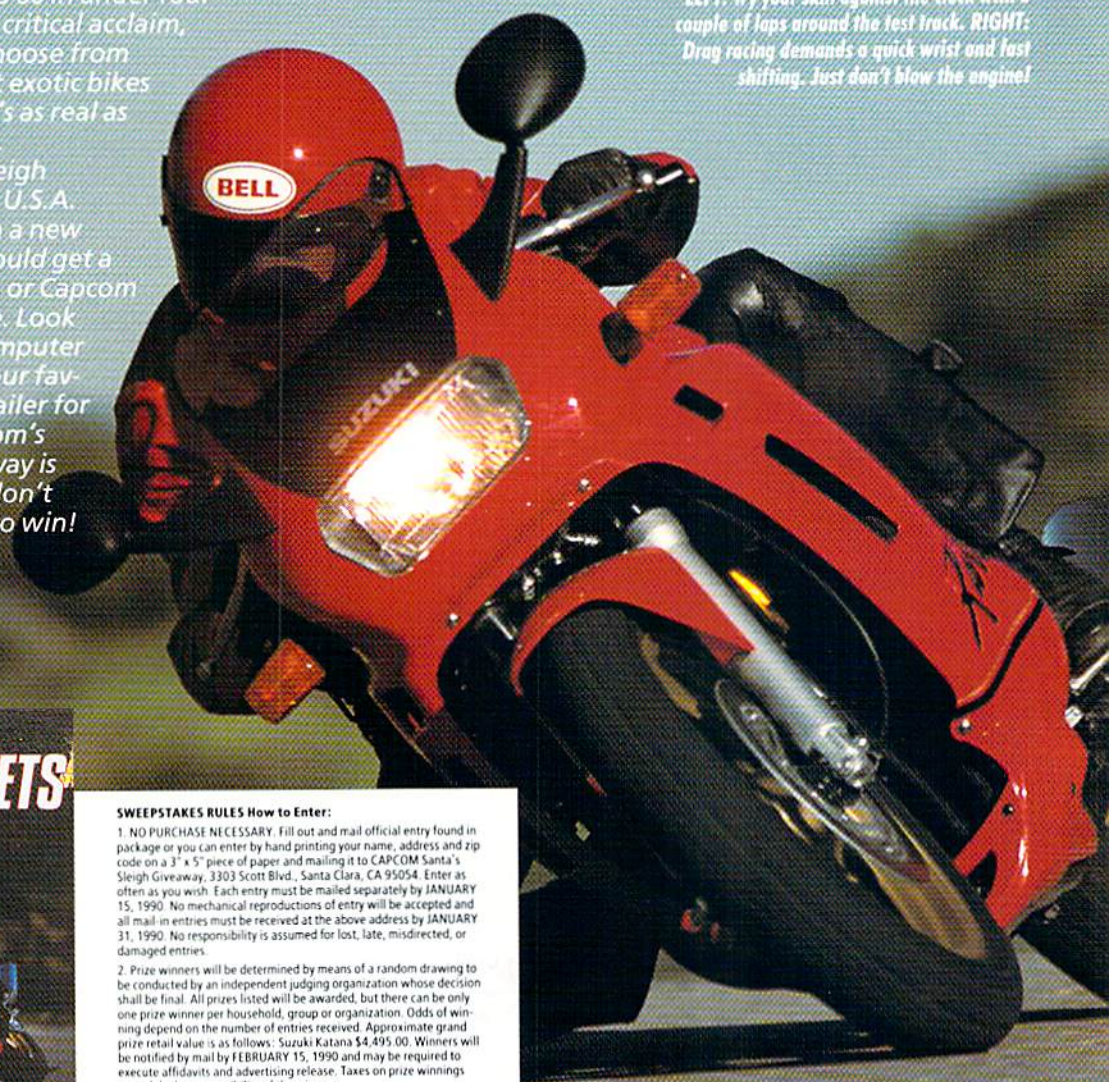 critical acclaim,
hoose from
t exotic bikes
's as real as
eigh
U.S.A.
a new
ould get a
or Capcom
e. Look
mputer
ur fav-
ailer for
om's
way is
don't
o win!
couple of laps around the test track. RIGHT:
Drag racing demands a quick wrist and fast
shifting. Just don't blow the engine!
BELL
SUZUKI
ETS
SWEEPSTAKES RULES How to Enter:
1. NO PURCHASE NECESSARY. Fill out and mail official entry found in
package or you can enter by hand printing your name, address and zip
code on a 3" x 5" piece of paper and mailing it to CAPCOM Santa's
Sleigh Giveaway, 3303 Scott Blvd., Santa Clara, CA 95054. Enter as
often as you wish. Each entry must be mailed separately by JANUARY
15, 1990. No mechanical reproductions of entry will be accepted and
all mail-in entries must be received at the above address by JANUARY
31, 1990. No responsibility is assumed for lost, late, misdirected, or
damaged entries.
2. Prize winners will be determined by means of a random drawing to
be conducted by an independent judging organization whose decision
shall be final. All prizes listed will be awarded, but there can be only
one prize winner per household, group or organization. Odds of win-
ning depend on the number of entries received. Approximate grand
prize retail value is as follows: Suzuki Katana $4,495.00. Winners will
be notified by mail by FEBRUARY 15, 1990 and may be required to
execute affidavits and advertising release. Taxes on prize winnings